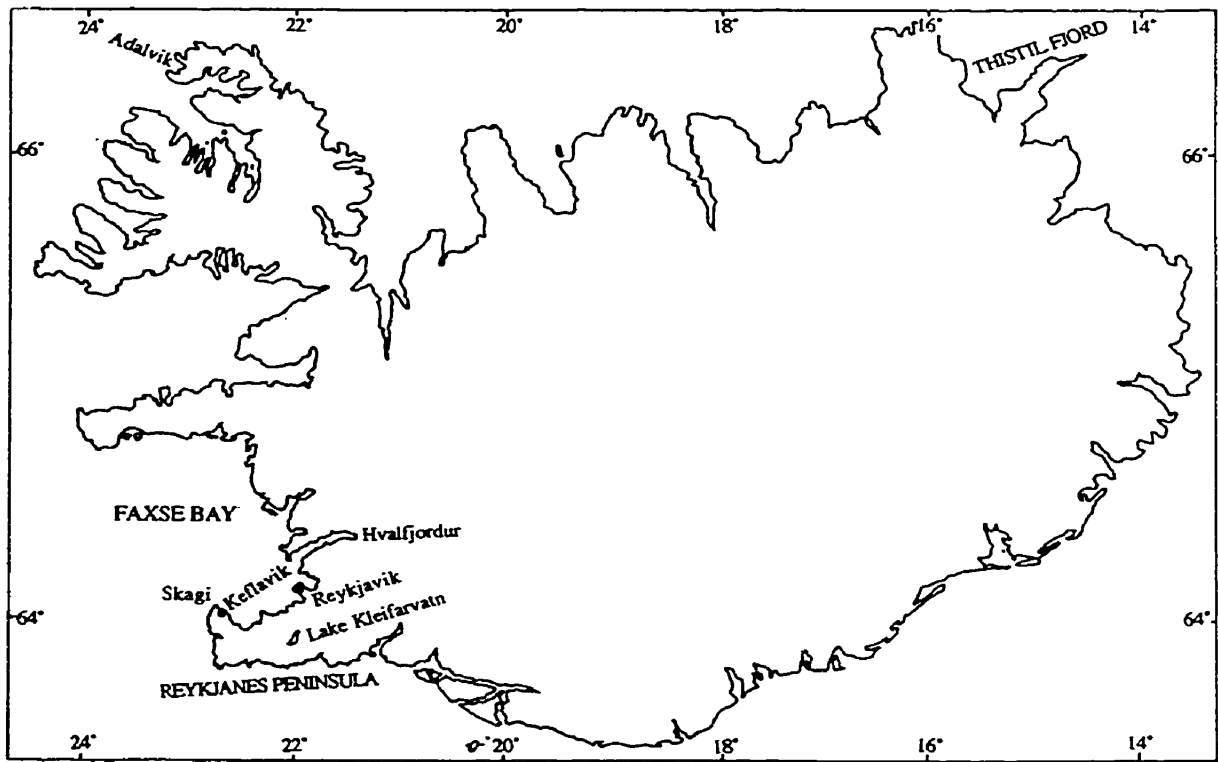 24° 22° 20° 18° 16° 14°
Adalvik
THISTIL FJORD
66° 66°
FAXSE BAY
Hvalfjordur
Skagi
Keflavik
Reykjavik
Lake Kleifarvatn
64° 64°
REYKJANES PENINSULA
24° 22° 20° 18° 16° 14°